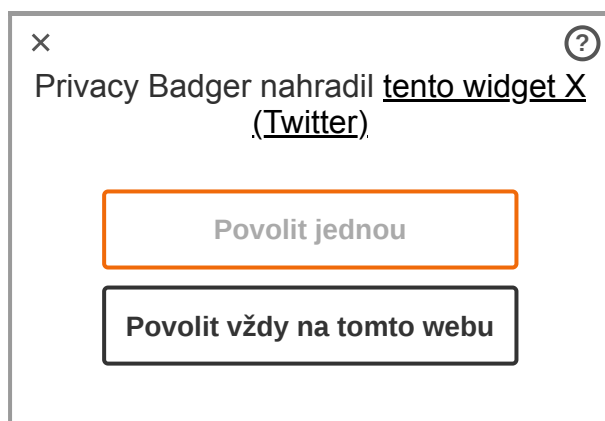 ×
?
Privacy Badger nahradil tento widget X
(Twitter)
Povolit jednou
Povolit vždy na tomto webu